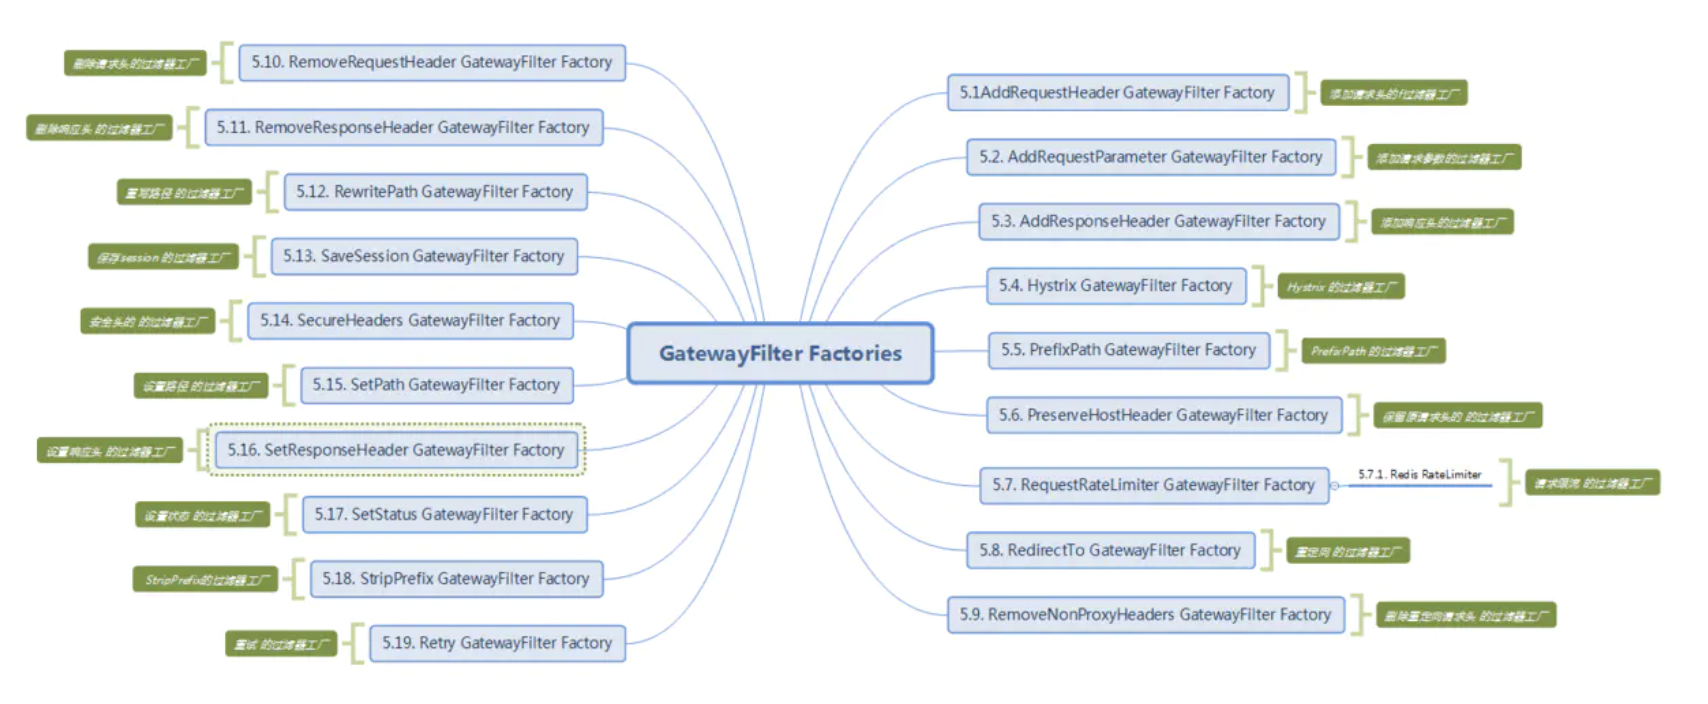 GatewayFilter Factories
5.1AddRequestHeader GatewayFilter Factory
添加请求头的f过滤器工厂
5.2. AddRequestParameter GatewayFilter Factory
添加请求参数的过滤器工厂
5.3. AddResponseHeader GatewayFilter Factory
添加响应头的过滤器工厂
5.4. Hystrix GatewayFilter Factory
Hystrix 的过滤器工厂
5.5. PrefixPath GatewayFilter Factory
PrefixPath 的过滤器工厂
5.6. PreserveHostHeader GatewayFilter Factory
保留原请求头的 的过滤器工厂
5.7. RequestRateLimiter GatewayFilter Factory
5.7.1. Redis RateLimiter
请求限流 的过滤器工厂
5.8. RedirectTo GatewayFilter Factory
重定向 的过滤器工厂
5.9. RemoveNonProxyHeaders GatewayFilter Factory
删除重定向请求头 的过滤器工厂
5.10. RemoveRequestHeader GatewayFilter Factory
删除请求头的过滤器工厂
5.11. RemoveResponseHeader GatewayFilter Factory
删除响应头 的过滤器工厂
5.12. RewritePath GatewayFilter Factory
重写路径 的过滤器工厂
5.13. SaveSession GatewayFilter Factory
保存session 的过滤器工厂
5.14. SecureHeaders GatewayFilter Factory
安全头的 的过滤器工厂
5.15. SetPath GatewayFilter Factory
设置路径 的过滤器工厂
5.16. SetResponseHeader GatewayFilter Factory
设置响应头 的过滤器工厂
5.17. SetStatus GatewayFilter Factory
设置状态 的过滤器工厂
5.18. StripPrefix GatewayFilter Factory
StripPrefix的过滤器工厂
5.19. Retry GatewayFilter Factory
重试 的过滤器工厂